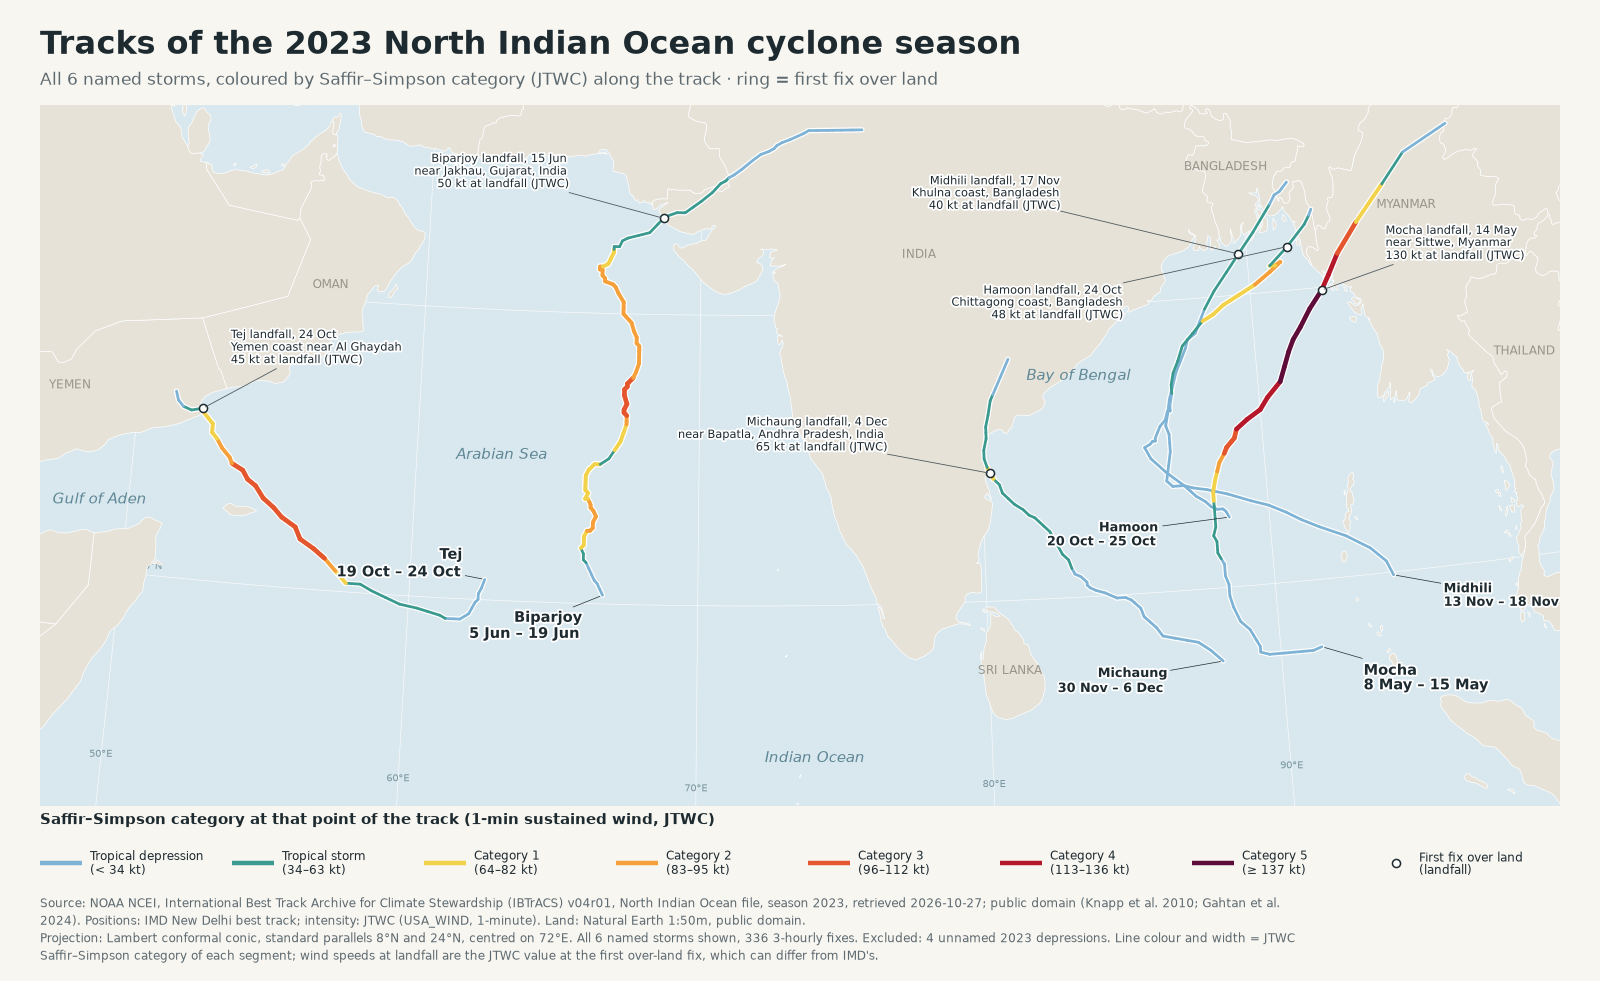 Tracks of the 2023 North Indian Ocean cyclone season
All 6 named storms, coloured by Saffir–Simpson category (JTWC) along the track · ring = first fix over land
Biparjoy landfall, 15 Jun
near Jakhau, Gujarat, India
50 kt at landfall (JTWC)
Midhili landfall, 17 Nov
Khulna coast, Bangladesh
40 kt at landfall (JTWC)
BANGLADESH
MYANMAR
Mocha landfall, 14 May
near Sittwe, Myanmar
130 kt at landfall (JTWC)
INDIA
OMAN
Hamoon landfall, 24 Oct
Chittagong coast, Bangladesh
48 kt at landfall (JTWC)
Tej landfall, 24 Oct
Yemen coast near Al Ghaydah
45 kt at landfall (JTWC)
THAILAND
YEMEN
Bay of Bengal
Michaung landfall, 4 Dec
near Bapatla, Andhra Pradesh, India
65 kt at landfall (JTWC)
Arabian Sea
Gulf of Aden
Hamoon
20 Oct – 25 Oct
Tej
19 Oct – 24 Oct
°N
Midhili
13 Nov – 18 Nov
Biparjoy
5 Jun – 19 Jun
SRI LANKA
Michaung
30 Nov – 6 Dec
Mocha
8 May – 15 May
Indian Ocean
50°E
60°E
70°E
80°E
90°E
Saffir–Simpson category at that point of the track (1-min sustained wind, JTWC)
Tropical depression
(< 34 kt)
Tropical storm
(34–63 kt)
Category 1
(64–82 kt)
Category 2
(83–95 kt)
Category 3
(96–112 kt)
Category 4
(113–136 kt)
Category 5
(≥ 137 kt)
First fix over land
(landfall)
Source: NOAA NCEI, International Best Track Archive for Climate Stewardship (IBTrACS) v04r01, North Indian Ocean file, season 2023, retrieved 2026-10-27; public domain (Knapp et al. 2010; Gahtan et al.
2024). Positions: IMD New Delhi best track; intensity: JTWC (USA_WIND, 1-minute). Land: Natural Earth 1:50m, public domain.
Projection: Lambert conformal conic, standard parallels 8°N and 24°N, centred on 72°E. All 6 named storms shown, 336 3-hourly fixes. Excluded: 4 unnamed 2023 depressions. Line colour and width = JTWC
Saffir–Simpson category of each segment; wind speeds at landfall are the JTWC value at the first over-land fix, which can differ from IMD's.